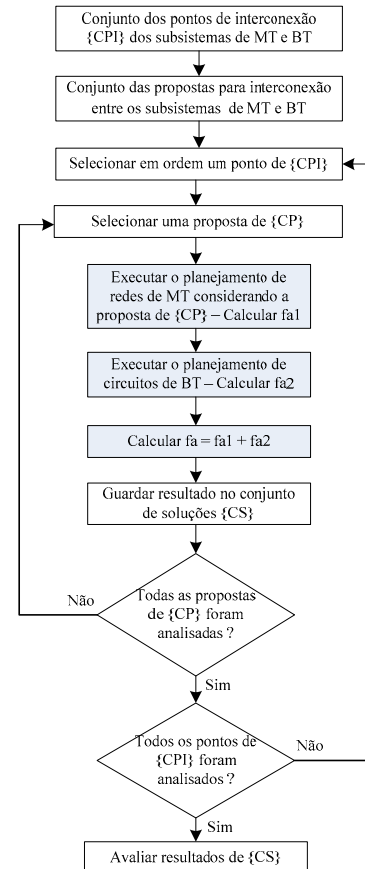 Conjunto dos pontos de interconexão
{CPI} dos subsistemas de MT e BT
Conjunto das propostas para interconexão
entre os subsistemas de MT e BT
Selecionar em ordem um ponto de {CPI}
Selecionar uma proposta de {CP}
Executar o planejamento de
redes de MT considerando a
proposta de {CP} – Calcular fa1
Executar o planejamento de
circuitos de BT – Calcular fa2
Calcular fa = fa1 + fa2
Guardar resultado no conjunto
de soluções {CS}
Todas as propostas
de {CP} foram
analisadas ?
Não
Sim
Todos os pontos de
{CPI} foram
analisados ?
Não
Sim
Avaliar resultados de {CS}